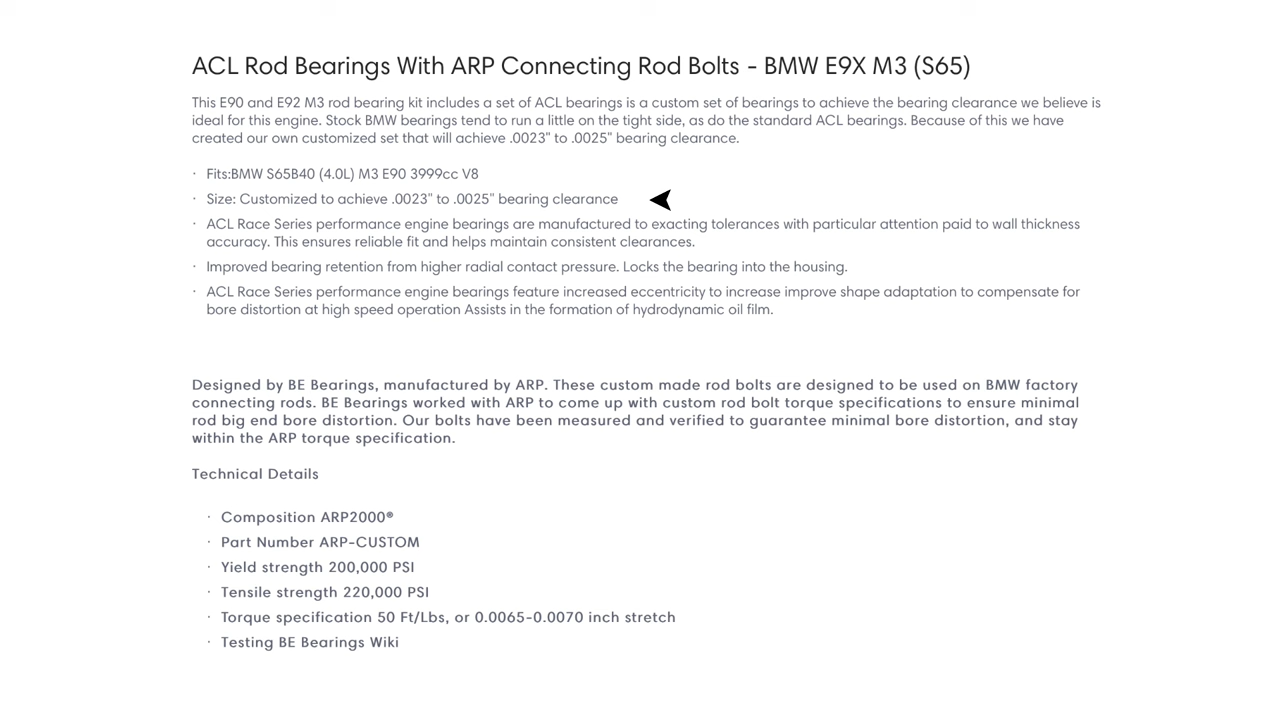 ACL Rod Bearings With ARP Connecting Rod Bolts - BMW E9X M3 (S65)
This E90 and E92 M3 rod bearing kit includes a set of ACL bearings is a custom set of bearings to achieve the bearing clearance we believe is
ideal for this engine. Stock BMW bearings tend to run a little on the tight side, as do the standard ACL bearings. Because of this we have
created our own customized set that will achieve .0023" to .0025" bearing clearance.
· Fits:BMW S65B40 (4.0L) M3 E90 3999cc V8
· Size: Customized to achieve .0023" to .0025" bearing clearance
· ACL Race Series performance engine bearings are manufactured to exacting tolerances with particular attention paid to wall thickness
accuracy. This ensures reliable fit and helps maintain consistent clearances.
· Improved bearing retention from higher radial contact pressure. Locks the bearing into the housing.
· ACL Race Series performance engine bearings feature increased eccentricity to increase improve shape adaptation to compensate for
bore distortion at high speed operation Assists in the formation of hydrodynamic oil film.
Designed by BE Bearings, manufactured by ARP. These custom made rod bolts are designed to be used on BMW factory
connecting rods. BE Bearings worked with ARP to come up with custom rod bolt torque specifications to ensure minimal
rod big end bore distortion. Our bolts have been measured and verified to guarantee minimal bore distortion, and stay
within the ARP torque specification.
Technical Details
· Composition ARP2000®
· Part Number ARP-CUSTOM
· Yield strength 200,000 PSI
· Tensile strength 220,000 PSI
· Torque specification 50 Ft/Lbs, or 0.0065-0.0070 inch stretch
· Testing BE Bearings Wiki